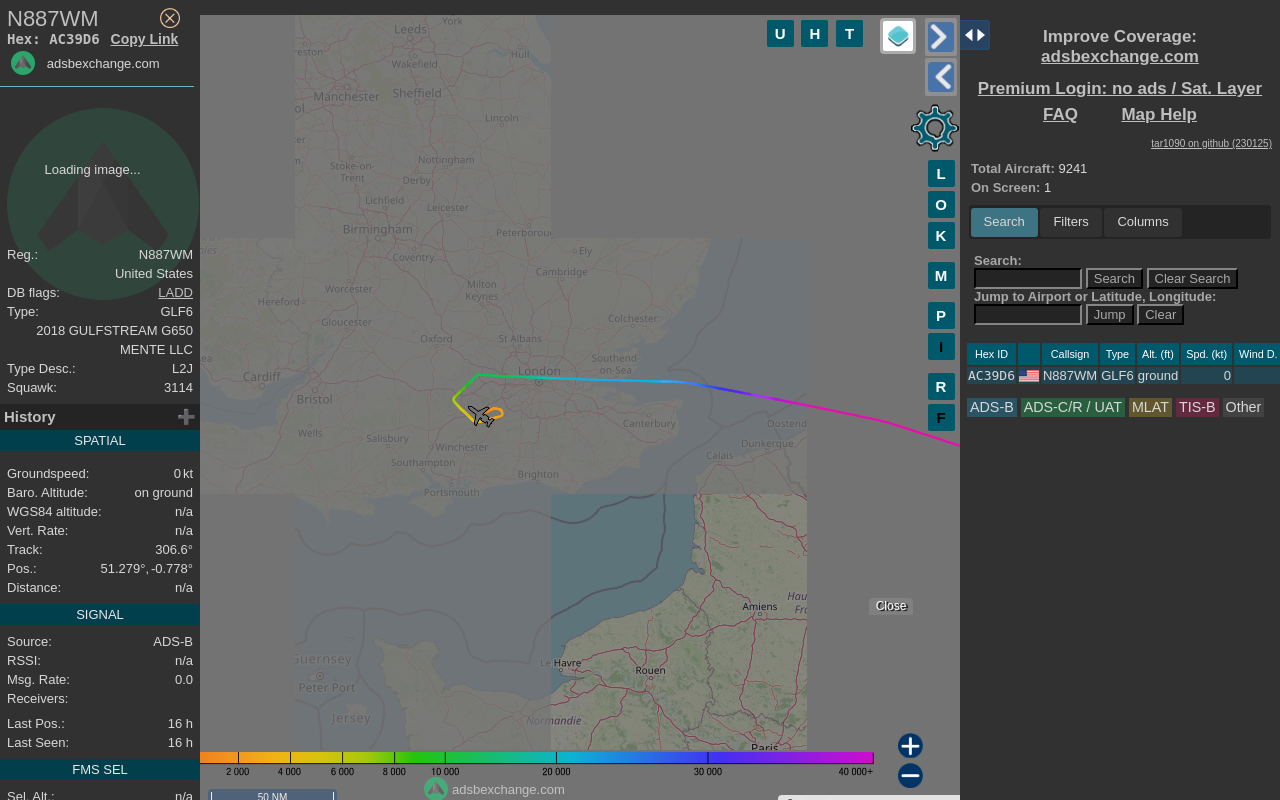 N887WM
Hex: AC39D6 Copy Link
adsbexchange.com
Loading image...
Reg.: N887WM
United States
DB flags: LADD
Type: GLF6
2018 GULFSTREAM G650
MENTE LLC
Type Desc.: L2J
Squawk: 3114
History
SPATIAL
Groundspeed: 0 kt
Baro. Altitude: on ground
WGS84 altitude: n/a
Vert. Rate: n/a
Track: 306.6°
Pos.: 51.279°, -0.778°
Distance: n/a
SIGNAL
Source: ADS-B
RSSI: n/a
Msg. Rate: 0.0
Receivers:
Last Pos.: 16 h
Last Seen: 16 h
FMS SEL
Sel. Alt.: n/a
York
Leeds
Hull
Wakefield
Manchester
Sheffield
Lincoln
Stoke-on-
Trent
Nottingham
Derby
Lichfield
Leicester
Birmingham
Peterborou
Coventry
Ely
Cambridge
Worcester
Milton
Keynes
Hereford
Gloucester
Colchester
Oxford
St Albans
Southend
on-Sea
London
Cardiff
Bristol
Wells
Salisbury
Winchester
Canterbury
Oostend
Dunkerque
Calais
Southampton
Brighton
Portsmouth
Guernsey
Peter Port
Jersey
Le Havre
Rouen
Amiens
Hau
Fr
Normandie
Paris
U H T
L
O
K
M
P
I
R
F
Close
2 000 4 000 6 000 8 000 10 000 20 000 30 000 40 000+
adsbexchange.com
50 NM
Improve Coverage:
adsbexchange.com
Premium Login: no ads / Sat. Layer
FAQ Map Help
tar1090 on github (230125)
Total Aircraft: 9241
On Screen: 1
Search Filters Columns
Search:
Search Clear Search
Jump to Airport or Latitude, Longitude:
Jump Clear
Hex ID Callsign Type Alt. (ft) Spd. (kt) Wind D.
AC39D6 N887WM GLF6 ground 0
ADS-B ADS-C/R / UAT MLAT TIS-B Other